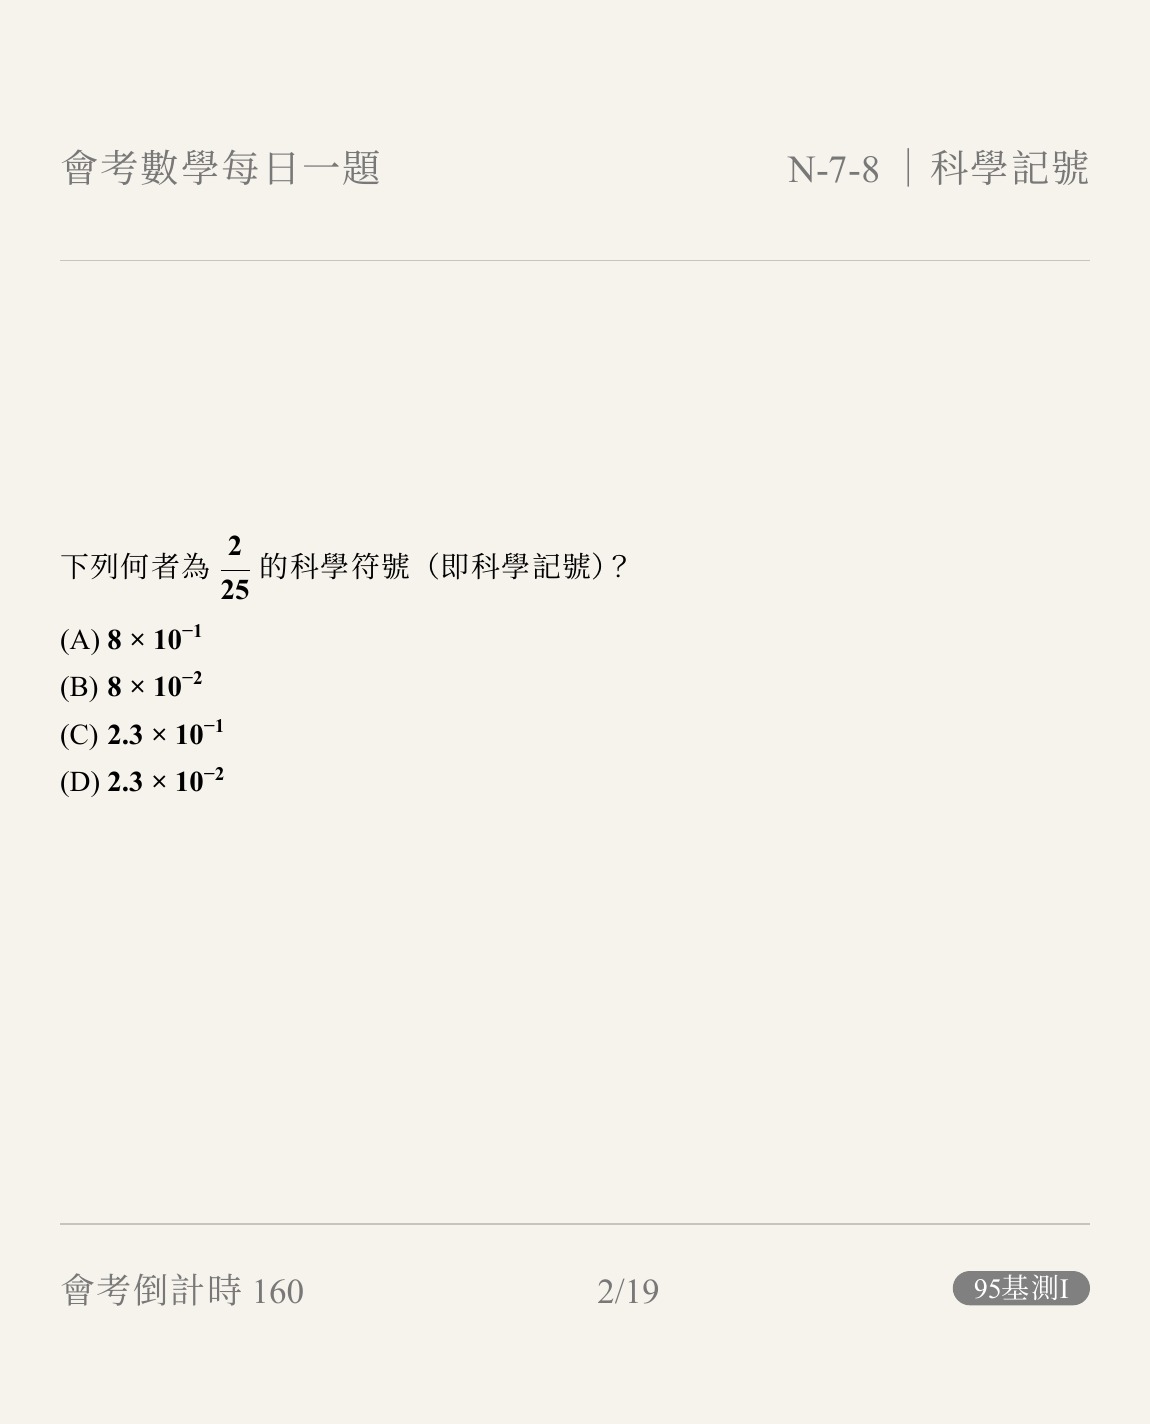 會考數學每日一題
N-7-8 ｜科學記號
下列何者為 2/25 的科學符號（即科學記號）？
(A) 8 × 10⁻¹
(B) 8 × 10⁻²
(C) 2.3 × 10⁻¹
(D) 2.3 × 10⁻²
會考倒計時 160
2/19
95基測I